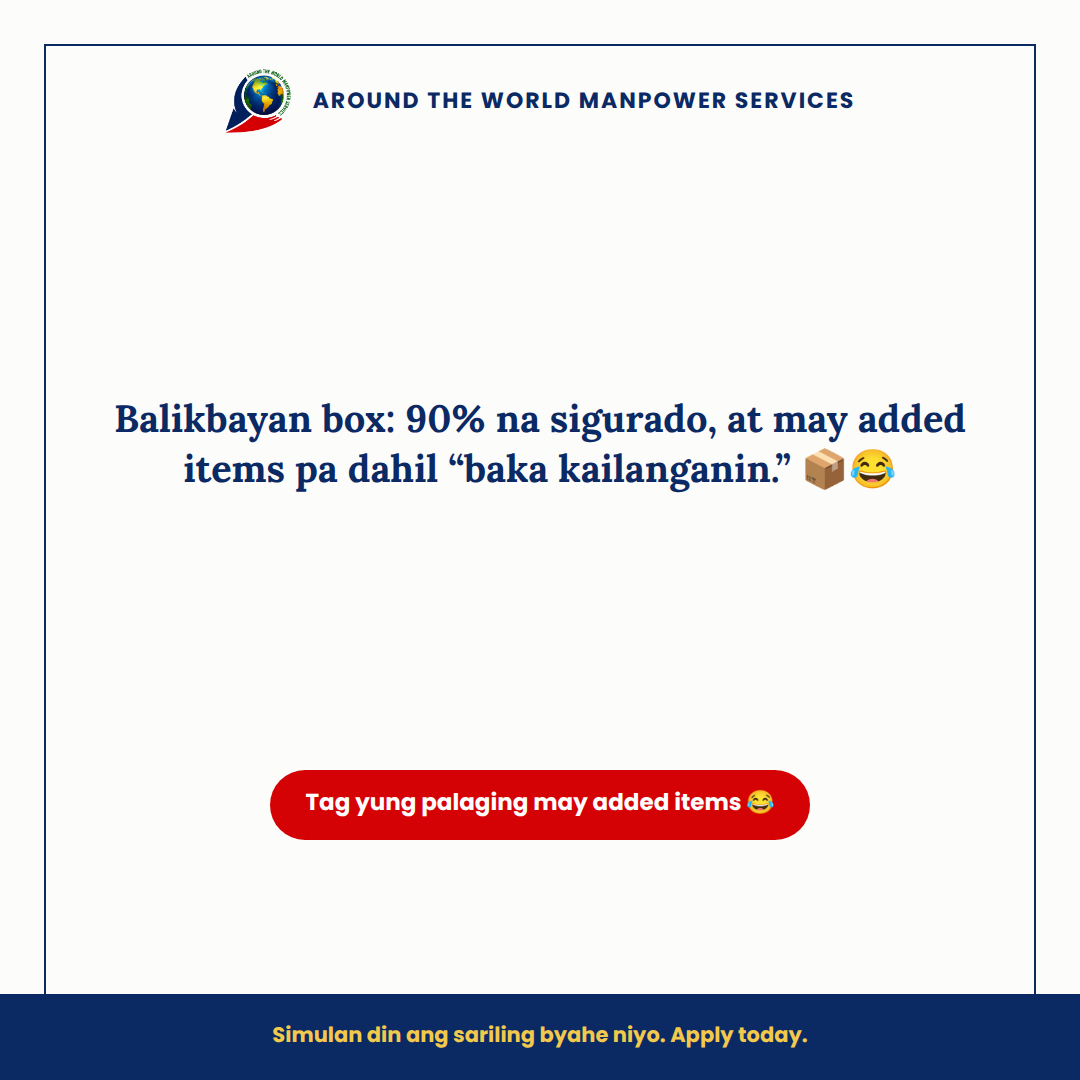 AROUND THE WORLD MANPOWER SERVICES
Balikbayan box: 90% na sigurado, at may added
items pa dahil “baka kailanganin.” 📦😂
Tag yung palaging may added items 😂
Simulan din ang sariling byahe niyo. Apply today.